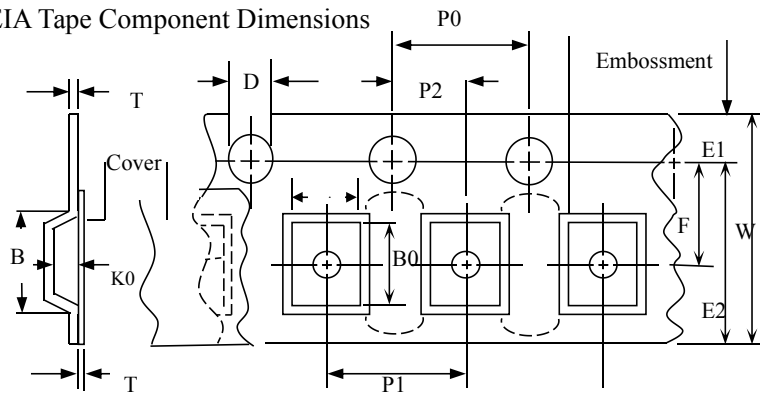 EIA Tape Component Dimensions
P0
Embossment
D
P2
T
E1
Cover
F
W
B
B0
K0
E2
P1
T